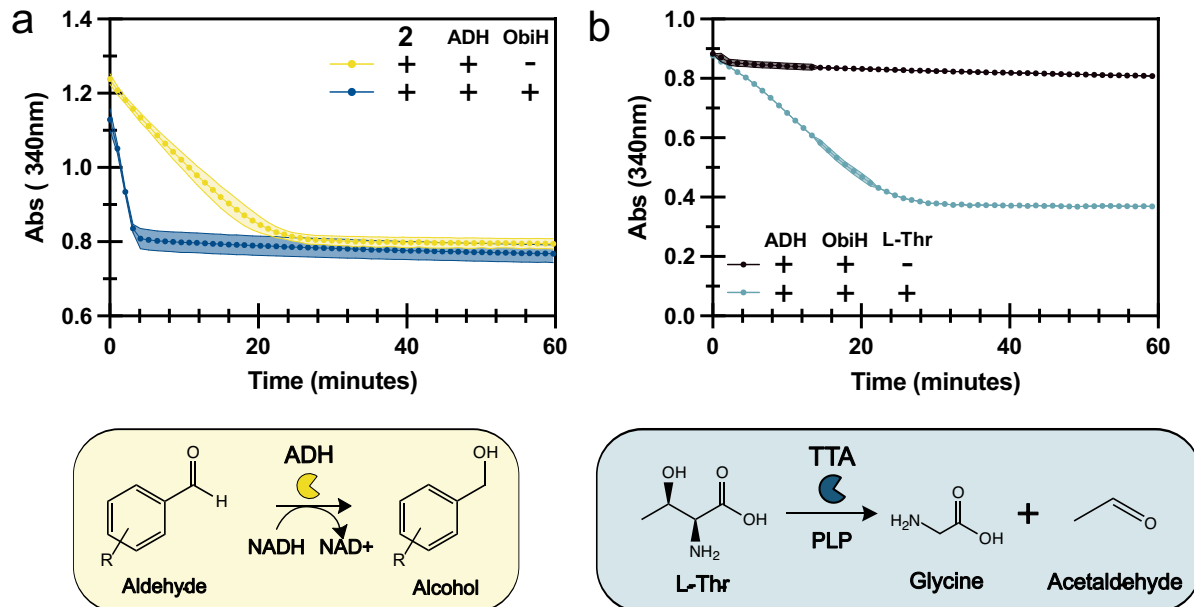 a
Abs ( 340nm)
1.4
1.2
1.0
0.8
0.6
0
20
40
60
Time (minutes)
2 ADH ObiH
+ + -
+ + +
b
Abs (340nm)
1.0
0.8
0.6
0.4
0.2
0.0
0
20
40
60
Time (minutes)
ADH ObiH L-Thr
+ + -
+ + +
O
H
R
Aldehyde
ADH
NADH NAD+
OH
R
Alcohol
OH O
OH
NH2
L-Thr
TTA
PLP
O
H2N
OH
Glycine
+
O
Acetaldehyde